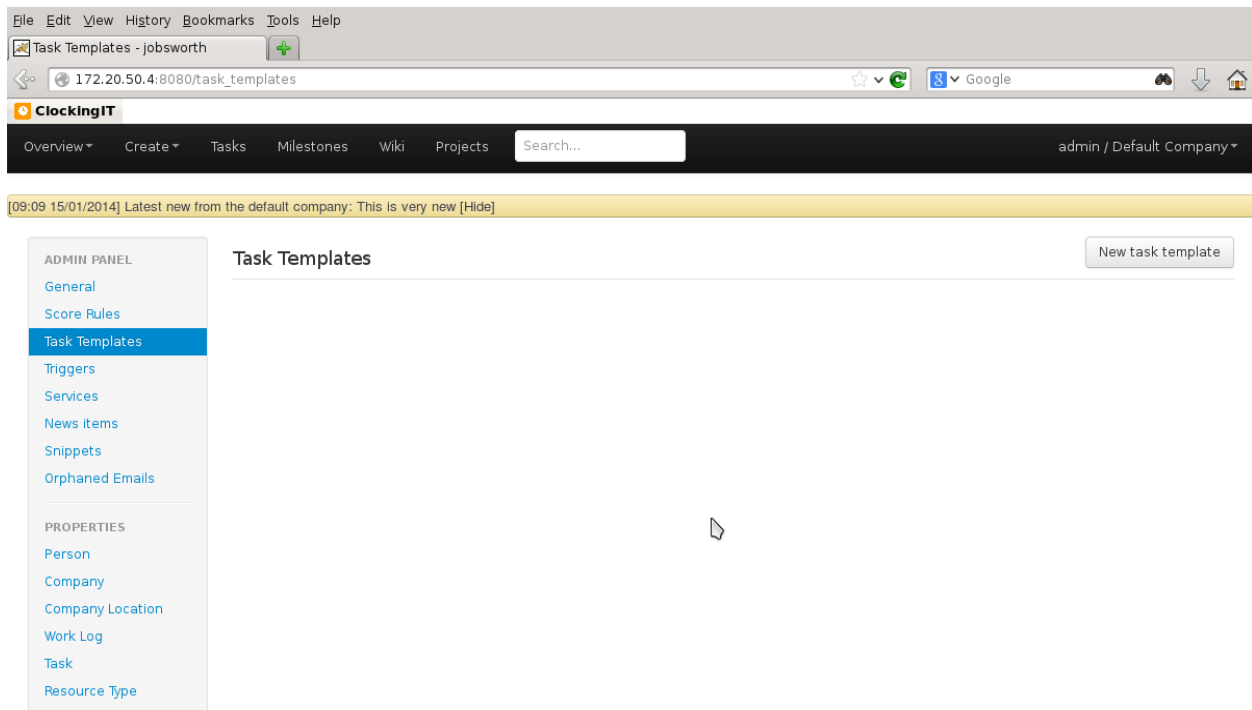 File Edit View History Bookmarks Tools Help
Task Templates - jobsworth
172.20.50.4:8080/task_templates
8 Google
ClockingIT
Overview Create Tasks Milestones Wiki Projects Search... admin / Default Company
[09:09 15/01/2014] Latest new from the default company: This is very new [Hide]
ADMIN PANEL
General
Score Rules
Task Templates
Triggers
Services
News items
Snippets
Orphaned Emails
PROPERTIES
Person
Company
Company Location
Work Log
Task
Resource Type
Task Templates
New task template